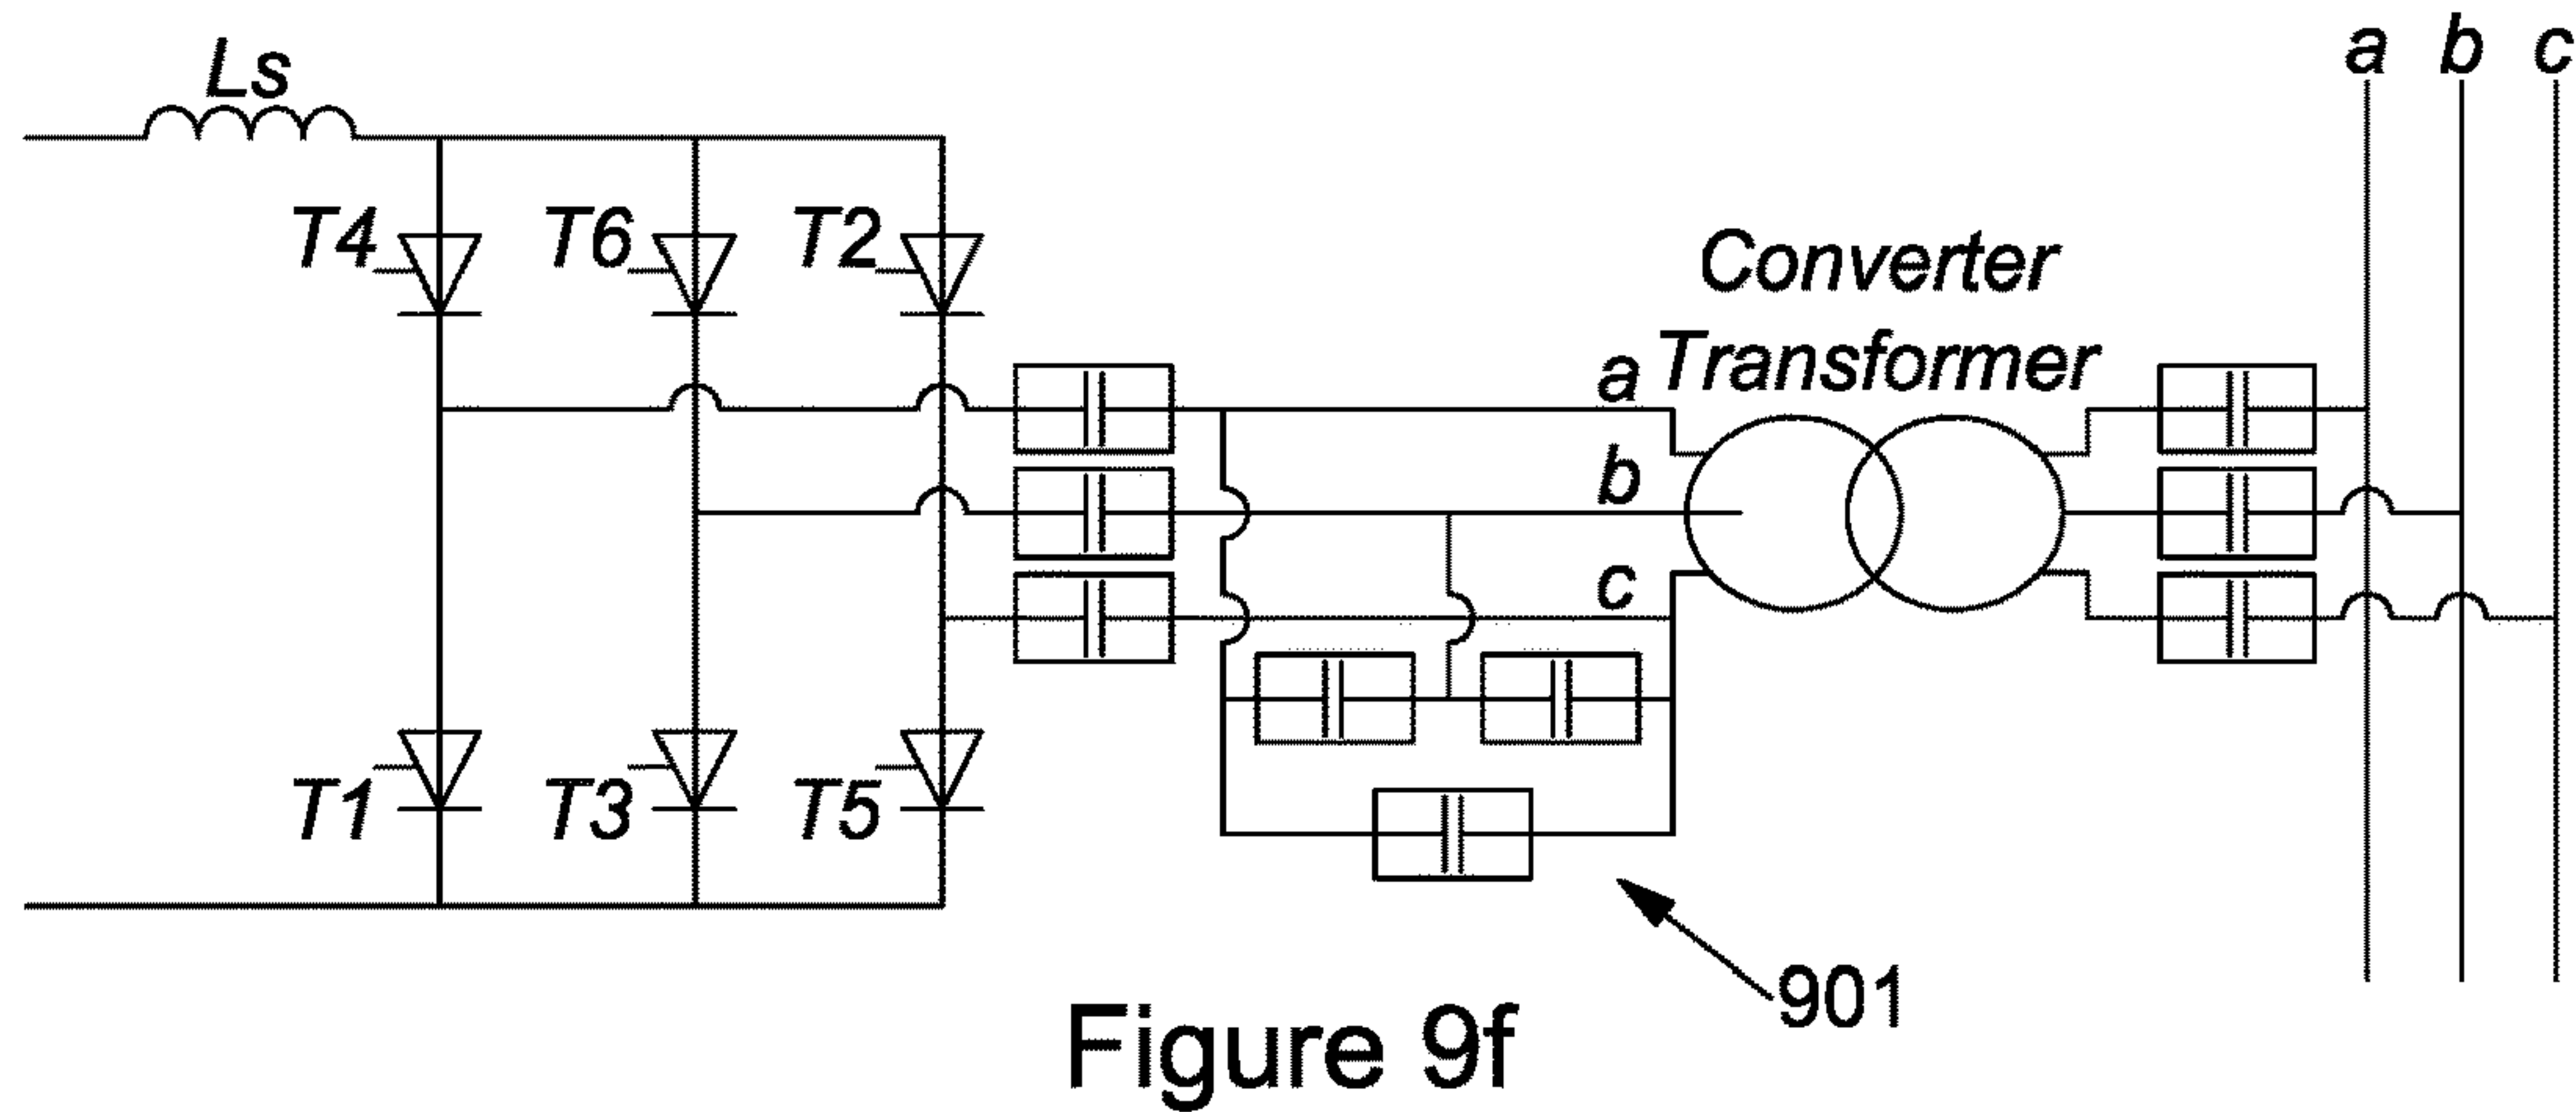 a b c
Ls
T4 T6 T2
Converter
Transformer
a
b
c
T1 T3 T5
901
Figure 9f